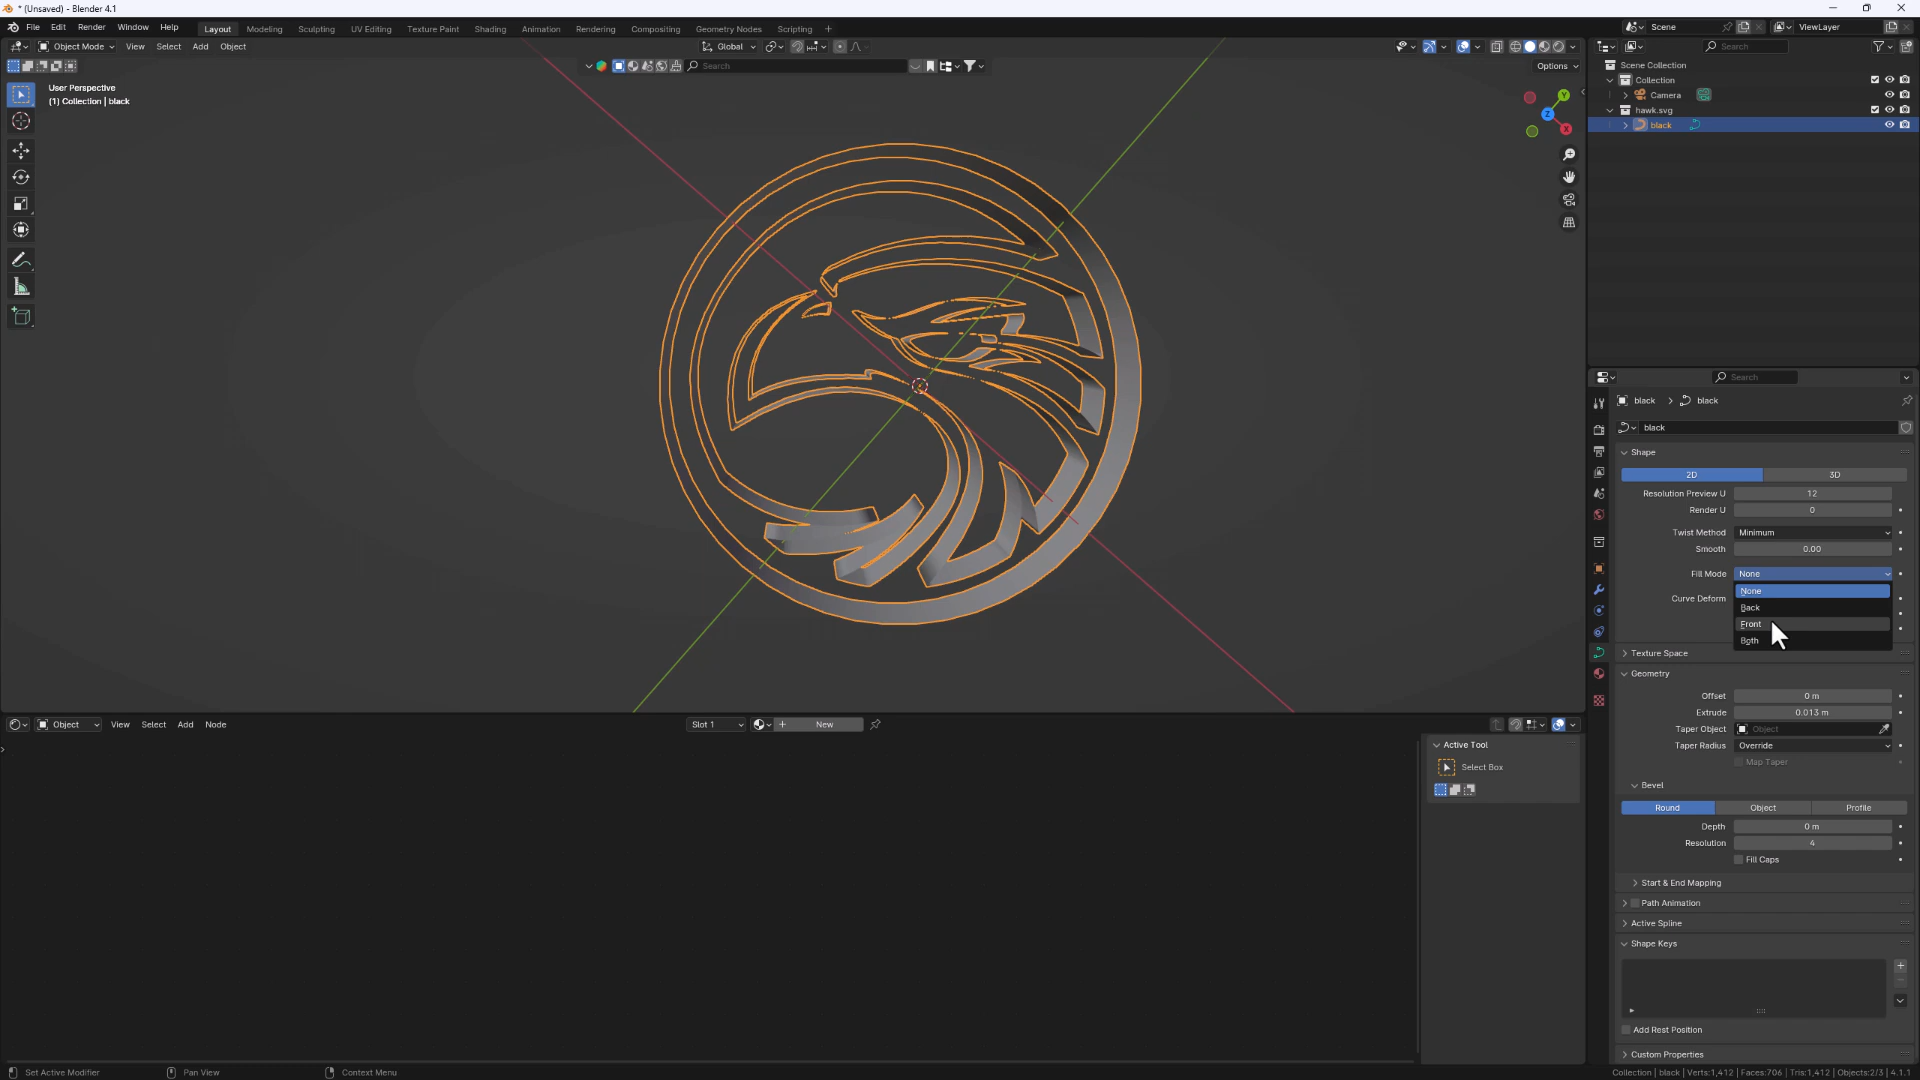 * (Unsaved) - Blender 4.1
File Edit Render Window Help Layout Modeling Sculpting UV Editing Texture Paint Shading Animation Rendering Compositing Geometry Nodes Scripting +
Scene ViewLayer
Object Mode View Select Add Object Global
Search
Search Options
User Perspective
(1) Collection | black
Y
Z
X
Scene Collection
Collection
Camera
hawk.svg
black
Search
black > black
black
Shape
2D 3D
Resolution Preview U 12
Render U 0
Twist Method Minimum
Smooth 0.00
Fill Mode None
None
Curve Deform
Back
Front
Both
Texture Space
Geometry
Offset 0 m
Extrude 0.013 m
Taper Object Object
Taper Radius Override
Map Taper
Bevel
Round Object Profile
Depth 0 m
Resolution 4
Fill Caps
Start & End Mapping
Path Animation
Active Spline
Shape Keys
Add Rest Position
Custom Properties
Object View Select Add Node Slot 1 New
Active Tool
Select Box
Set Active Modifier Pan View Context Menu
Collection | black | Verts:1,412 | Faces:706 | Tris:1,412 | Objects:2/3 | 4.1.1